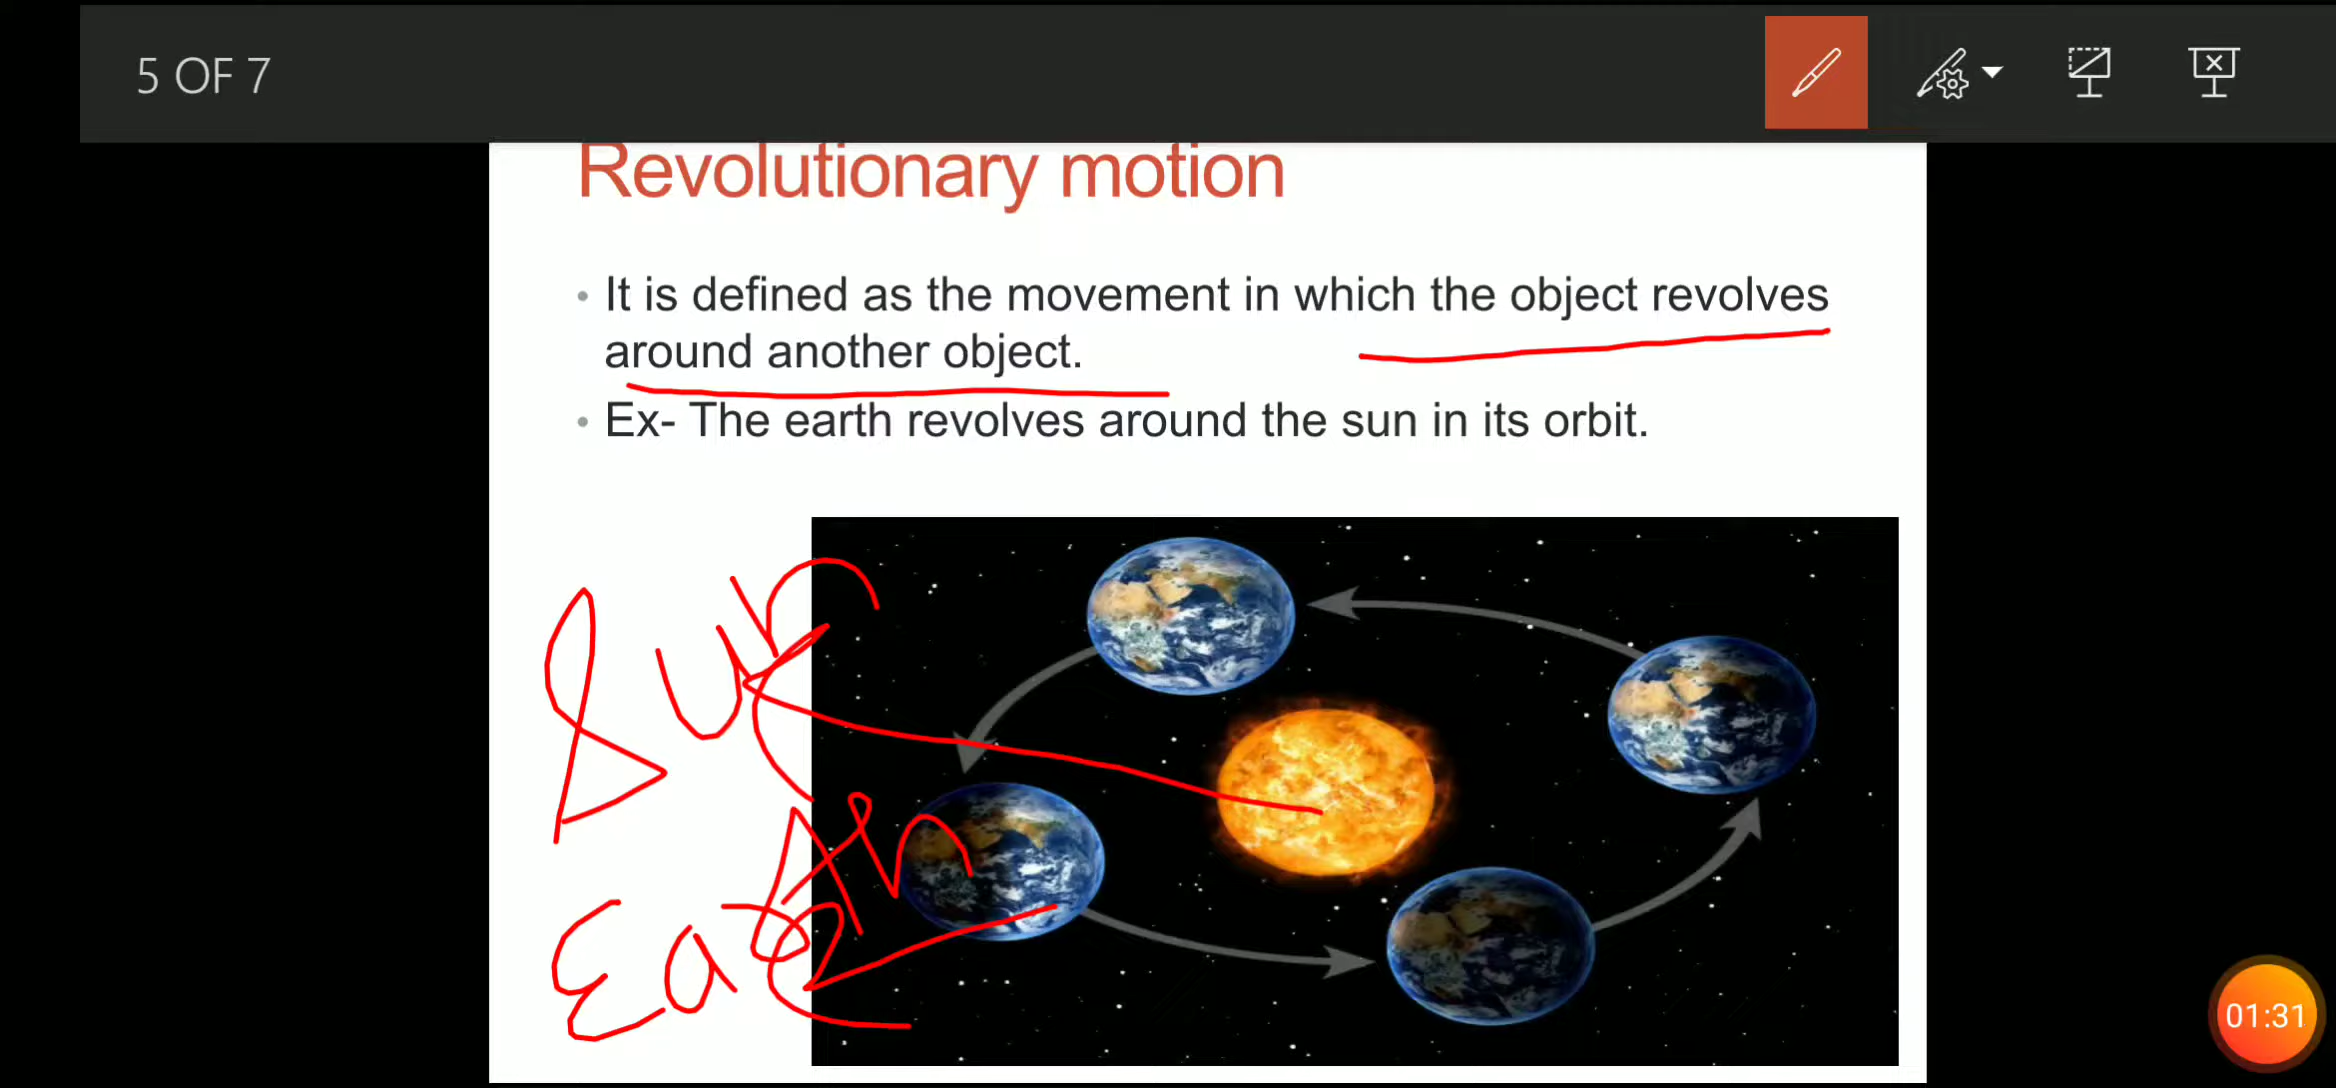 5 OF 7
Revolutionary motion
• It is defined as the movement in which the object revolves
around another object.
• Ex- The earth revolves around the sun in its orbit.
Sun
Earth
01:31